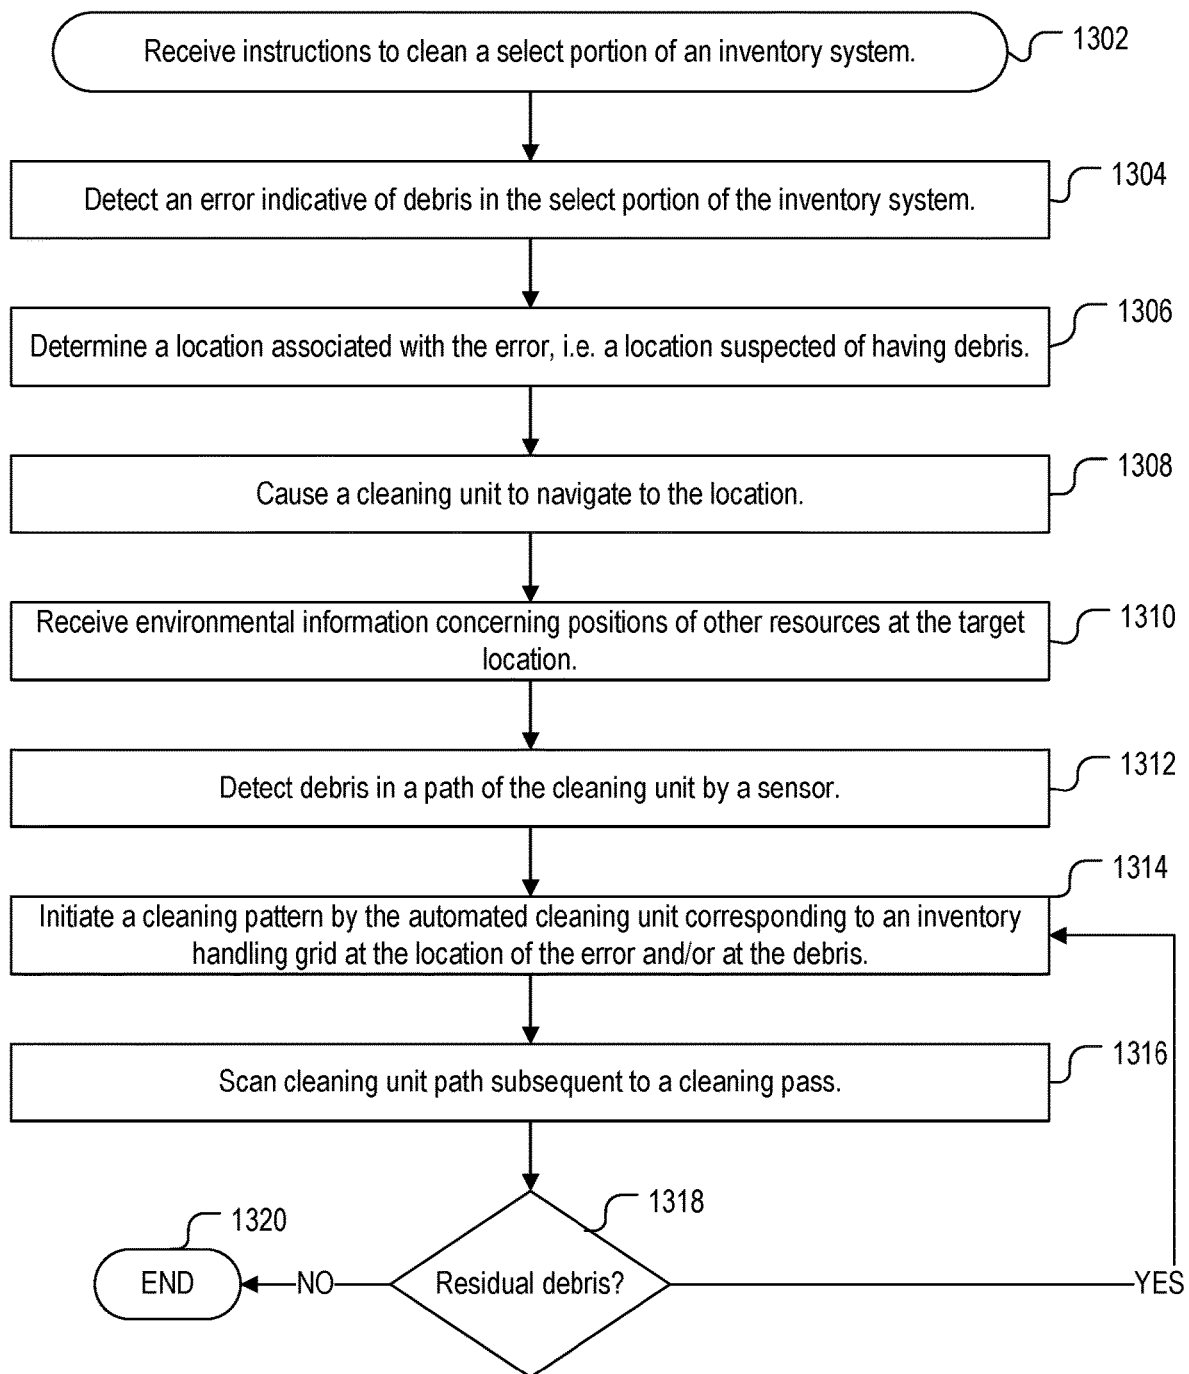 Receive instructions to clean a select portion of an inventory system.
1302
Detect an error indicative of debris in the select portion of the inventory system.
1304
Determine a location associated with the error, i.e. a location suspected of having debris.
1306
Cause a cleaning unit to navigate to the location.
1308
Receive environmental information concerning positions of other resources at the target
location.
1310
Detect debris in a path of the cleaning unit by a sensor.
1312
Initiate a cleaning pattern by the automated cleaning unit corresponding to an inventory
handling grid at the location of the error and/or at the debris.
1314
Scan cleaning unit path subsequent to a cleaning pass.
1316
Residual debris?
1318
YES
NO
END
1320